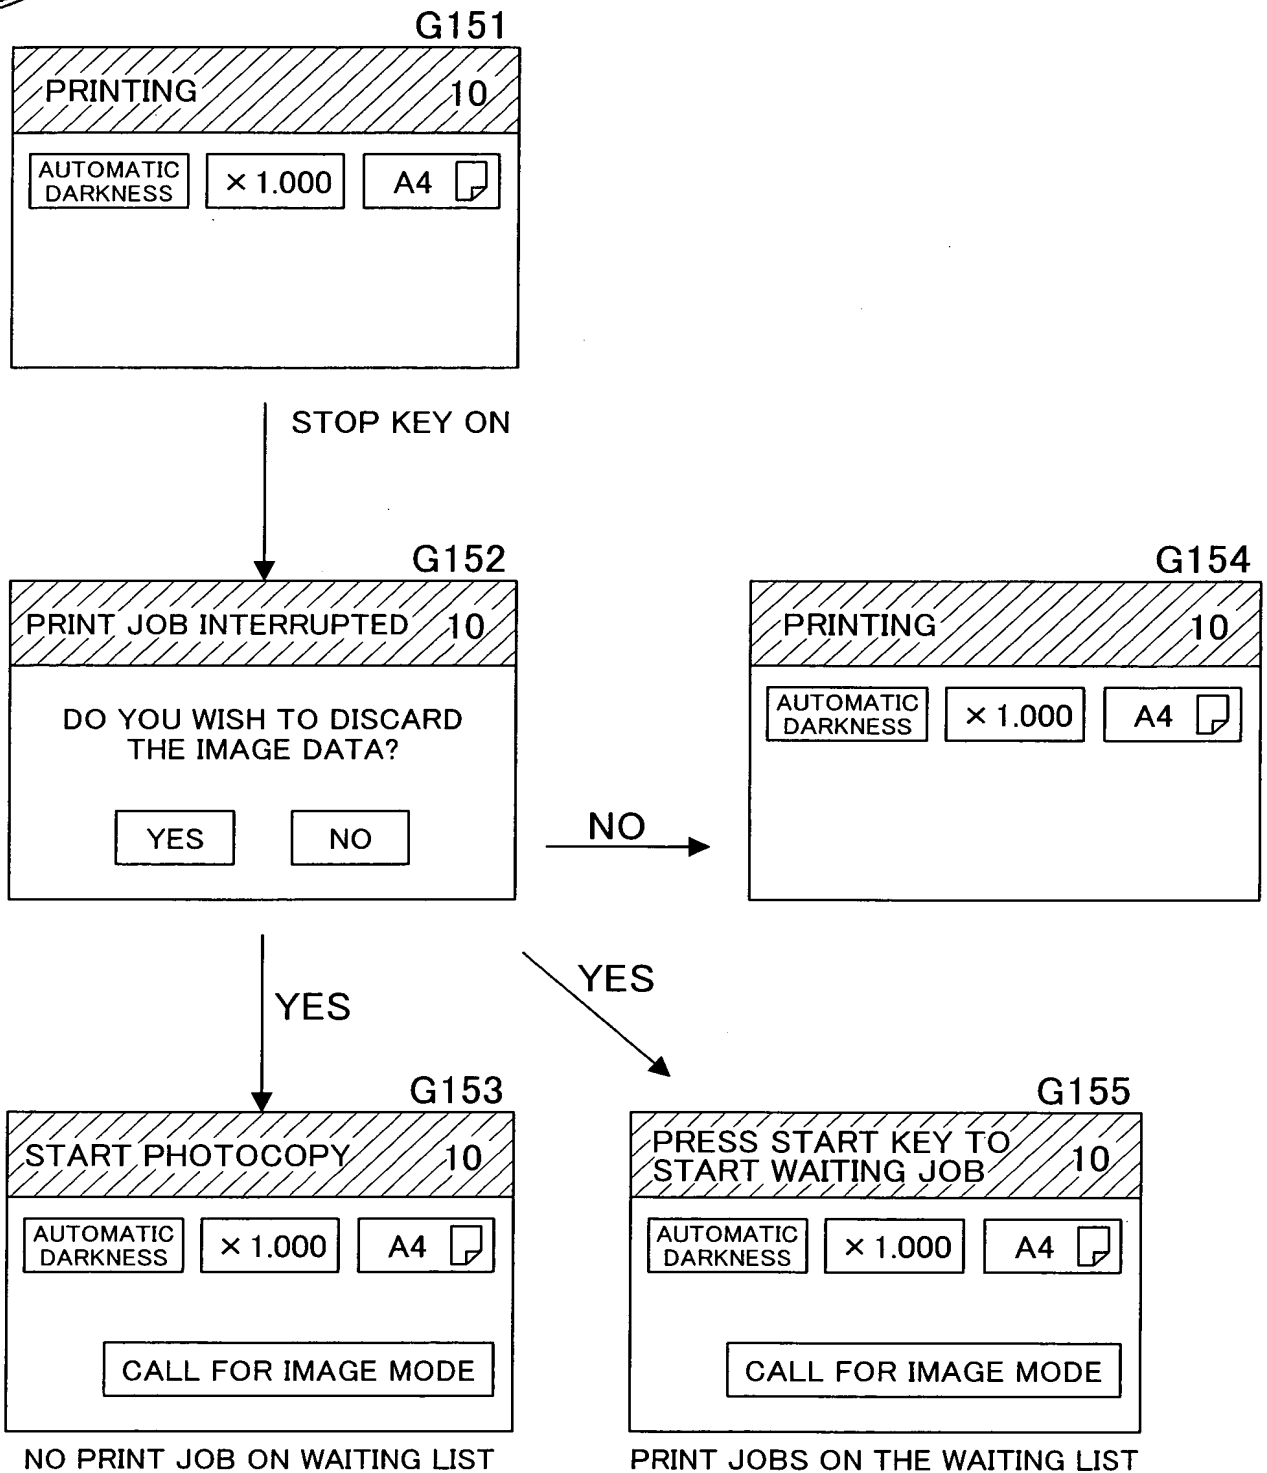 G151
PRINTING 10
AUTOMATIC DARKNESS × 1.000 A4
STOP KEY ON
G152
PRINT JOB INTERRUPTED 10
DO YOU WISH TO DISCARD
THE IMAGE DATA?
YES NO
NO
G154
PRINTING 10
AUTOMATIC DARKNESS × 1.000 A4
YES
YES
G153
START PHOTOCOPY 10
AUTOMATIC DARKNESS × 1.000 A4
CALL FOR IMAGE MODE
NO PRINT JOB ON WAITING LIST
G155
PRESS START KEY TO
START WAITING JOB 10
AUTOMATIC DARKNESS × 1.000 A4
CALL FOR IMAGE MODE
PRINT JOBS ON THE WAITING LIST